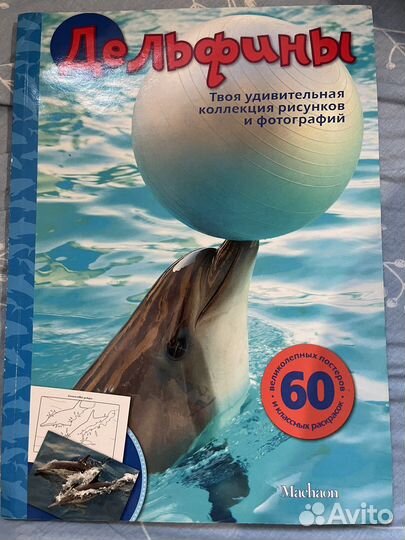 Дельфины
Твоя удивительная
коллекция рисунков
и фотографий
великолепных постеров
60
и классных раскрасок
Machaon
Avito